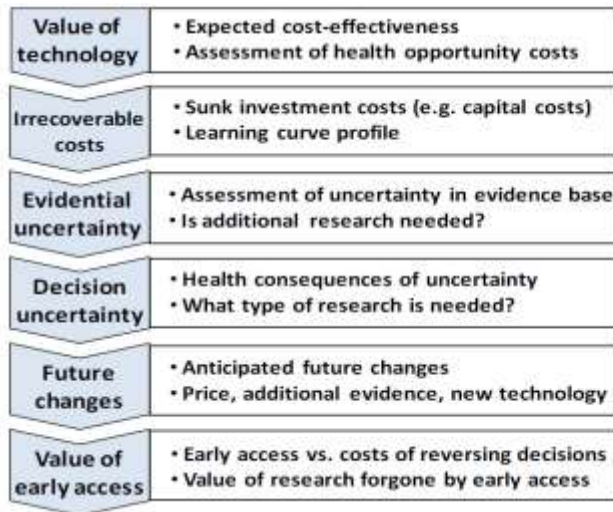 Value of
technology
• Expected cost-effectiveness
• Assessment of health opportunity costs
Irrecoverable
costs
• Sunk investment costs (e.g. capital costs)
• Learning curve profile
Evidential
uncertainty
• Assessment of uncertainty in evidence base
• Is additional research needed?
Decision
uncertainty
• Health consequences of uncertainty
• What type of research is needed?
Future
changes
• Anticipated future changes
• Price, additional evidence, new technology
Value of
early access
• Early access vs. costs of reversing decisions
• Value of research forgone by early access